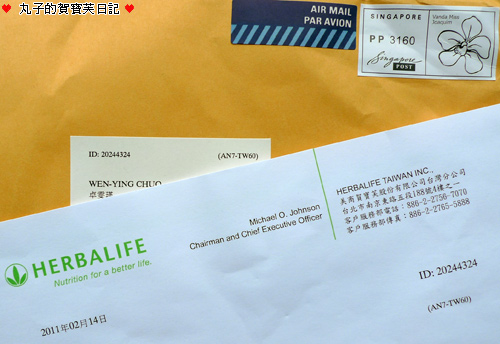 ♥ 丸子的賀寶芙日記 ♥
AIR MAIL
PAR AVION
SINGAPORE
PP 3160
Singapore
POST
Vanda Miss
Joaquim
ID: 20244324
(AN7-TW60)
WEN-YING CHUO
HERBALIFE
Nutrition for a better life.
Michael O. Johnson
Chairman and Chief Executive Officer
HERBALIFE TAIWAN INC.,
美商賀寶芙股份有限公司台灣分公司
台北市南京東路五段188號4樓之一
客戶服務部電話：886-2-2756-7070
客戶服務部傳真：886-2-2765-5888
ID: 20244324
(AN7-TW60)
2011年02月14日